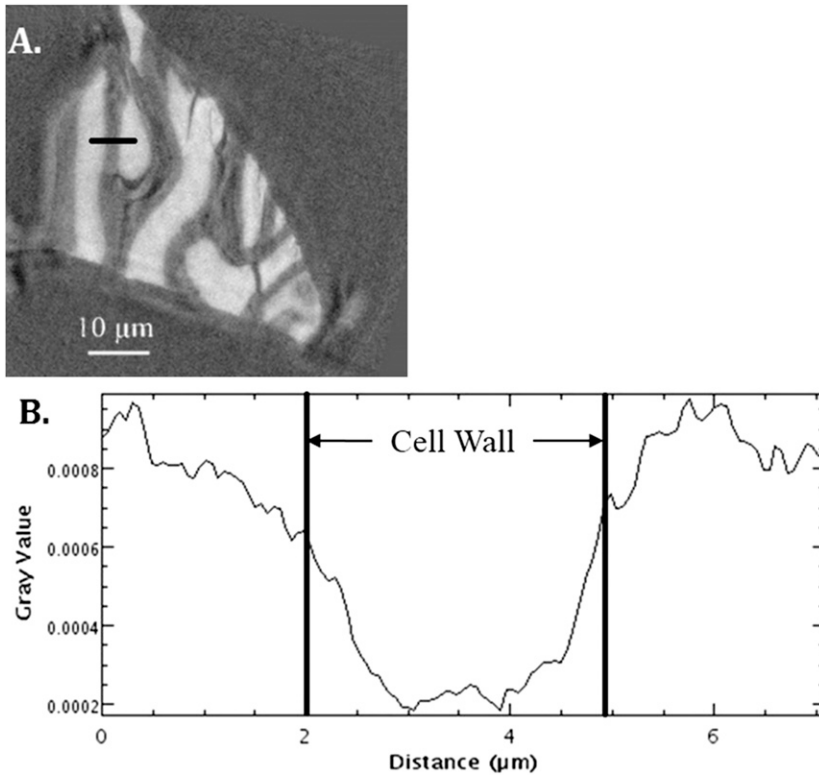 A.
10 µm
B.
Cell Wall
Gray Value
0.0008
0.0006
0.0004
0.0002
0 2 4 6
Distance (µm)